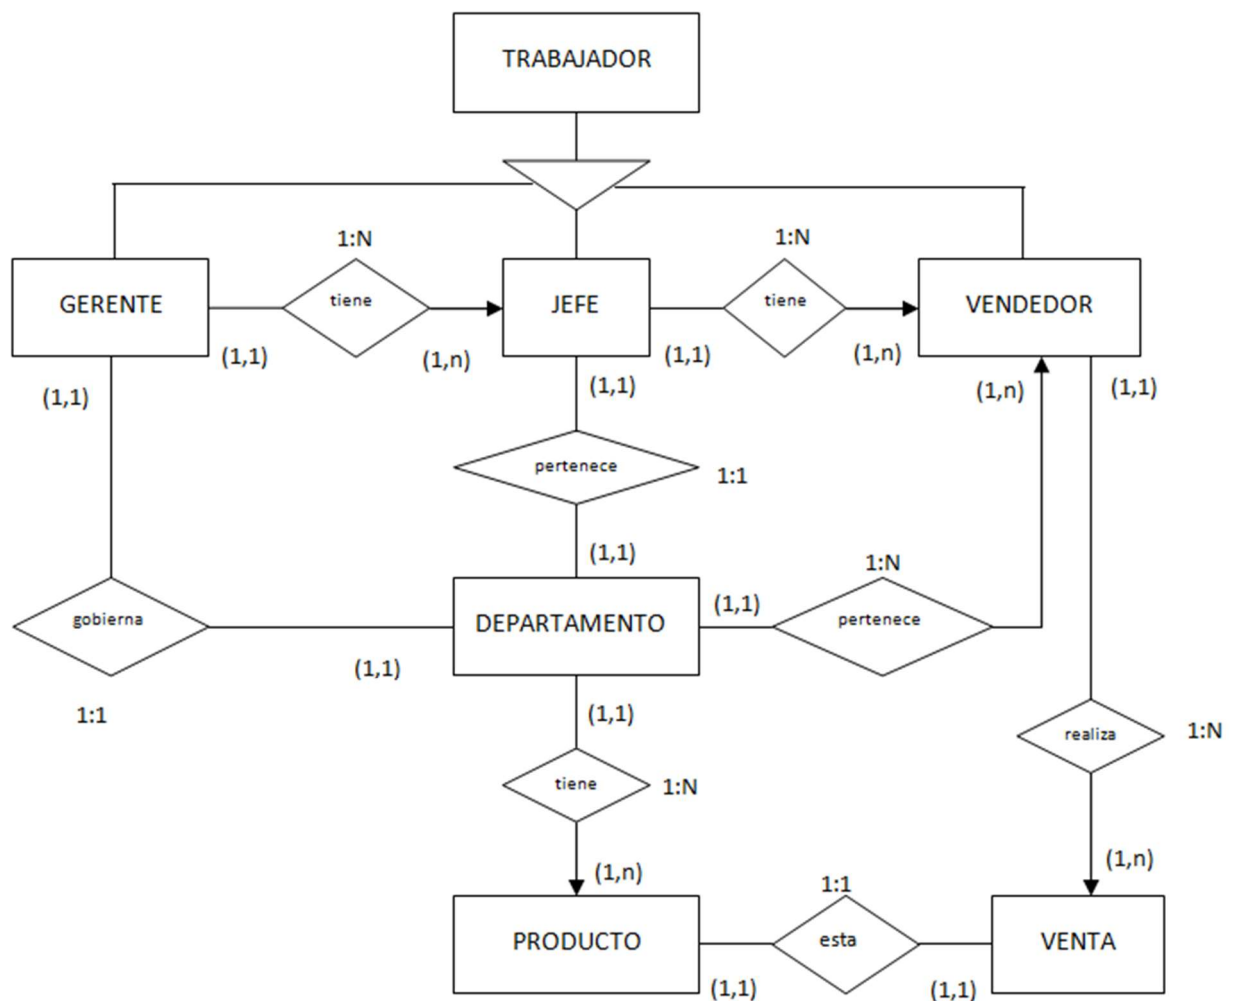 TRABAJADOR
1:N
1:N
GERENTE
tiene
JEFE
tiene
VENDEDOR
(1,1)
(1,n)
(1,1)
(1,n)
(1,1)
(1,1)
(1,n)
(1,1)
pertenece
1:1
(1,1)
1:N
gobierna
DEPARTAMENTO
(1,1)
pertenece
(1,1)
1:1
(1,1)
realiza
1:N
tiene
1:N
(1,n)
(1,n)
1:1
PRODUCTO
esta
VENTA
(1,1)
(1,1)